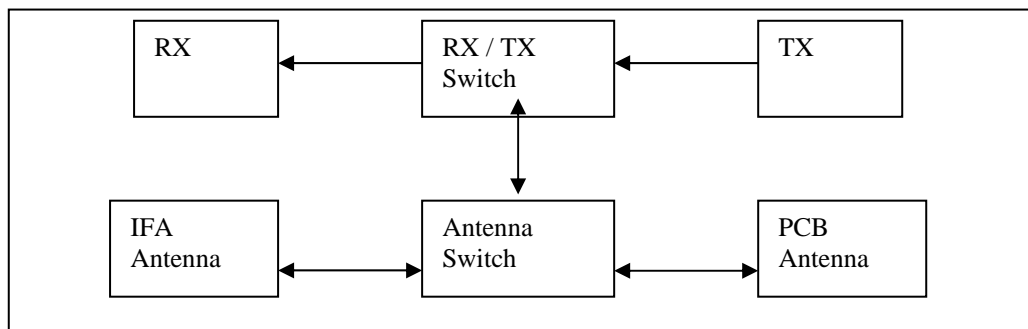 RX
RX / TX
Switch
TX
IFA
Antenna
Antenna
Switch
PCB
Antenna